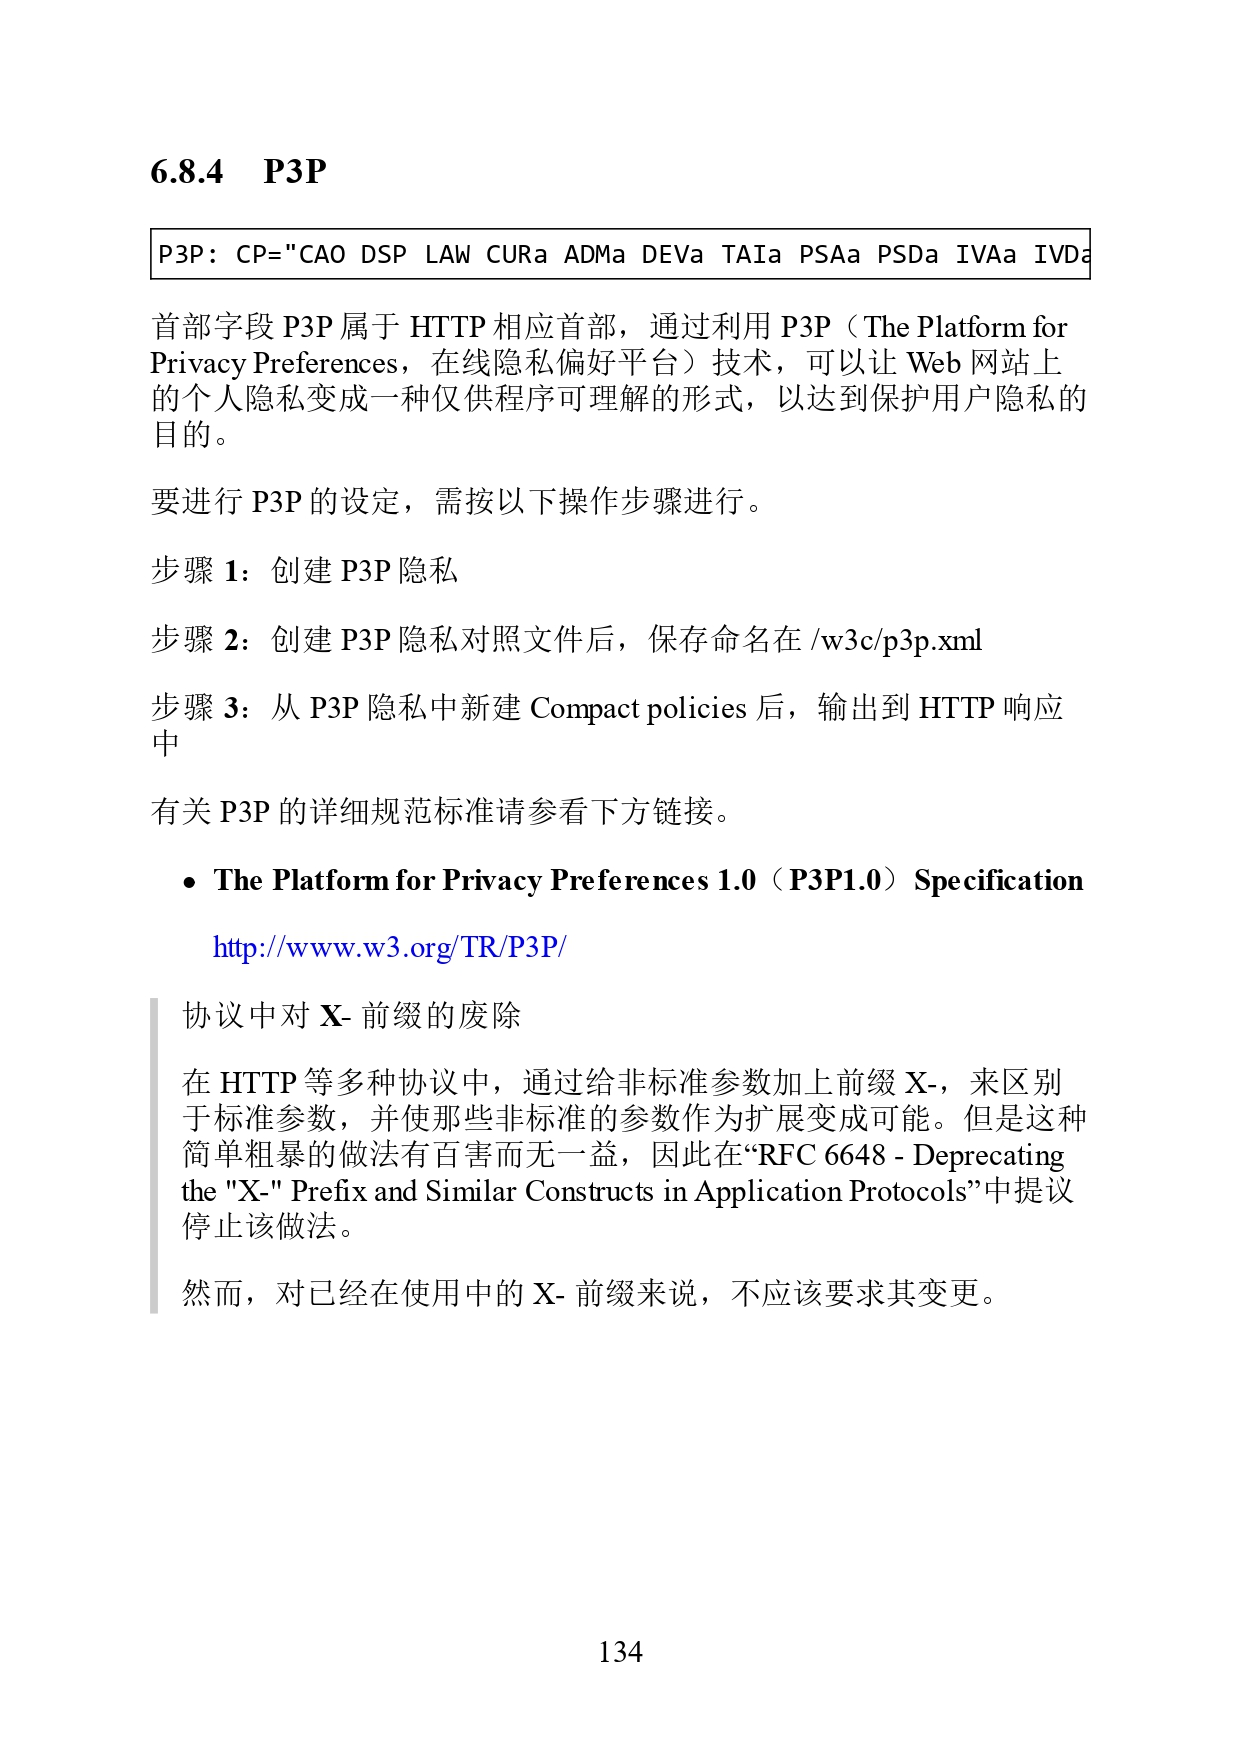 6.8.4 P3P
P3P: CP="CAO DSP LAW CURa ADMa DEVa TAIa PSAa PSDa IVAa IVDa
首部字段 P3P 属于 HTTP 相应首部，通过利用 P3P（The Platform for
Privacy Preferences，在线隐私偏好平台）技术，可以让 Web 网站上
的个人隐私变成一种仅供程序可理解的形式，以达到保护用户隐私的
目的。
要进行 P3P 的设定，需按以下操作步骤进行。
步骤 1：创建 P3P 隐私
步骤 2：创建 P3P 隐私对照文件后，保存命名在 /w3c/p3p.xml
步骤 3：从 P3P 隐私中新建 Compact policies 后，输出到 HTTP 响应
中
有关 P3P 的详细规范标准请参看下方链接。
• The Platform for Privacy Preferences 1.0（P3P1.0）Specification
http://www.w3.org/TR/P3P/
协议中对 X- 前缀的废除
在 HTTP 等多种协议中，通过给非标准参数加上前缀 X-，来区别
于标准参数，并使那些非标准的参数作为扩展变成可能。但是这种
简单粗暴的做法有百害而无一益，因此在“RFC 6648 - Deprecating
the "X-" Prefix and Similar Constructs in Application Protocols”中提议
停止该做法。
然而，对已经在使用中的 X- 前缀来说，不应该要求其变更。
134